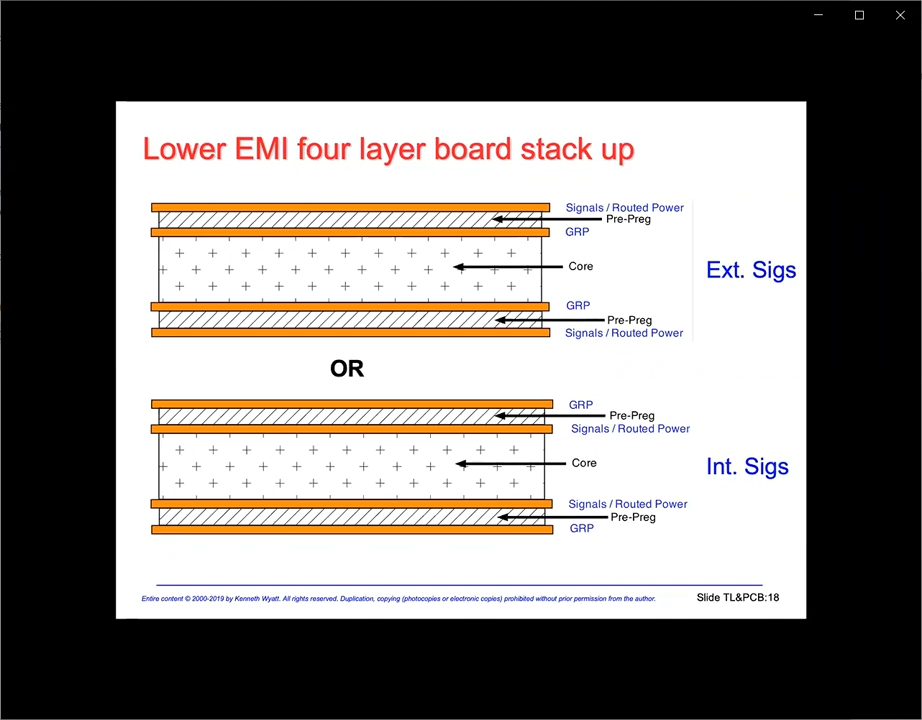 Lower EMI four layer board stack up
Signals / Routed Power
Pre-Preg
GRP
Core
Ext. Sigs
GRP
Pre-Preg
Signals / Routed Power
OR
GRP
Pre-Preg
Signals / Routed Power
Core
Int. Sigs
Signals / Routed Power
Pre-Preg
GRP
Entire content © 2000-2019 by Kenneth Wyatt. All rights reserved. Duplication, copying (photocopies or electronic copies) prohibited without prior permission from the author.
Slide TL&PCB:18